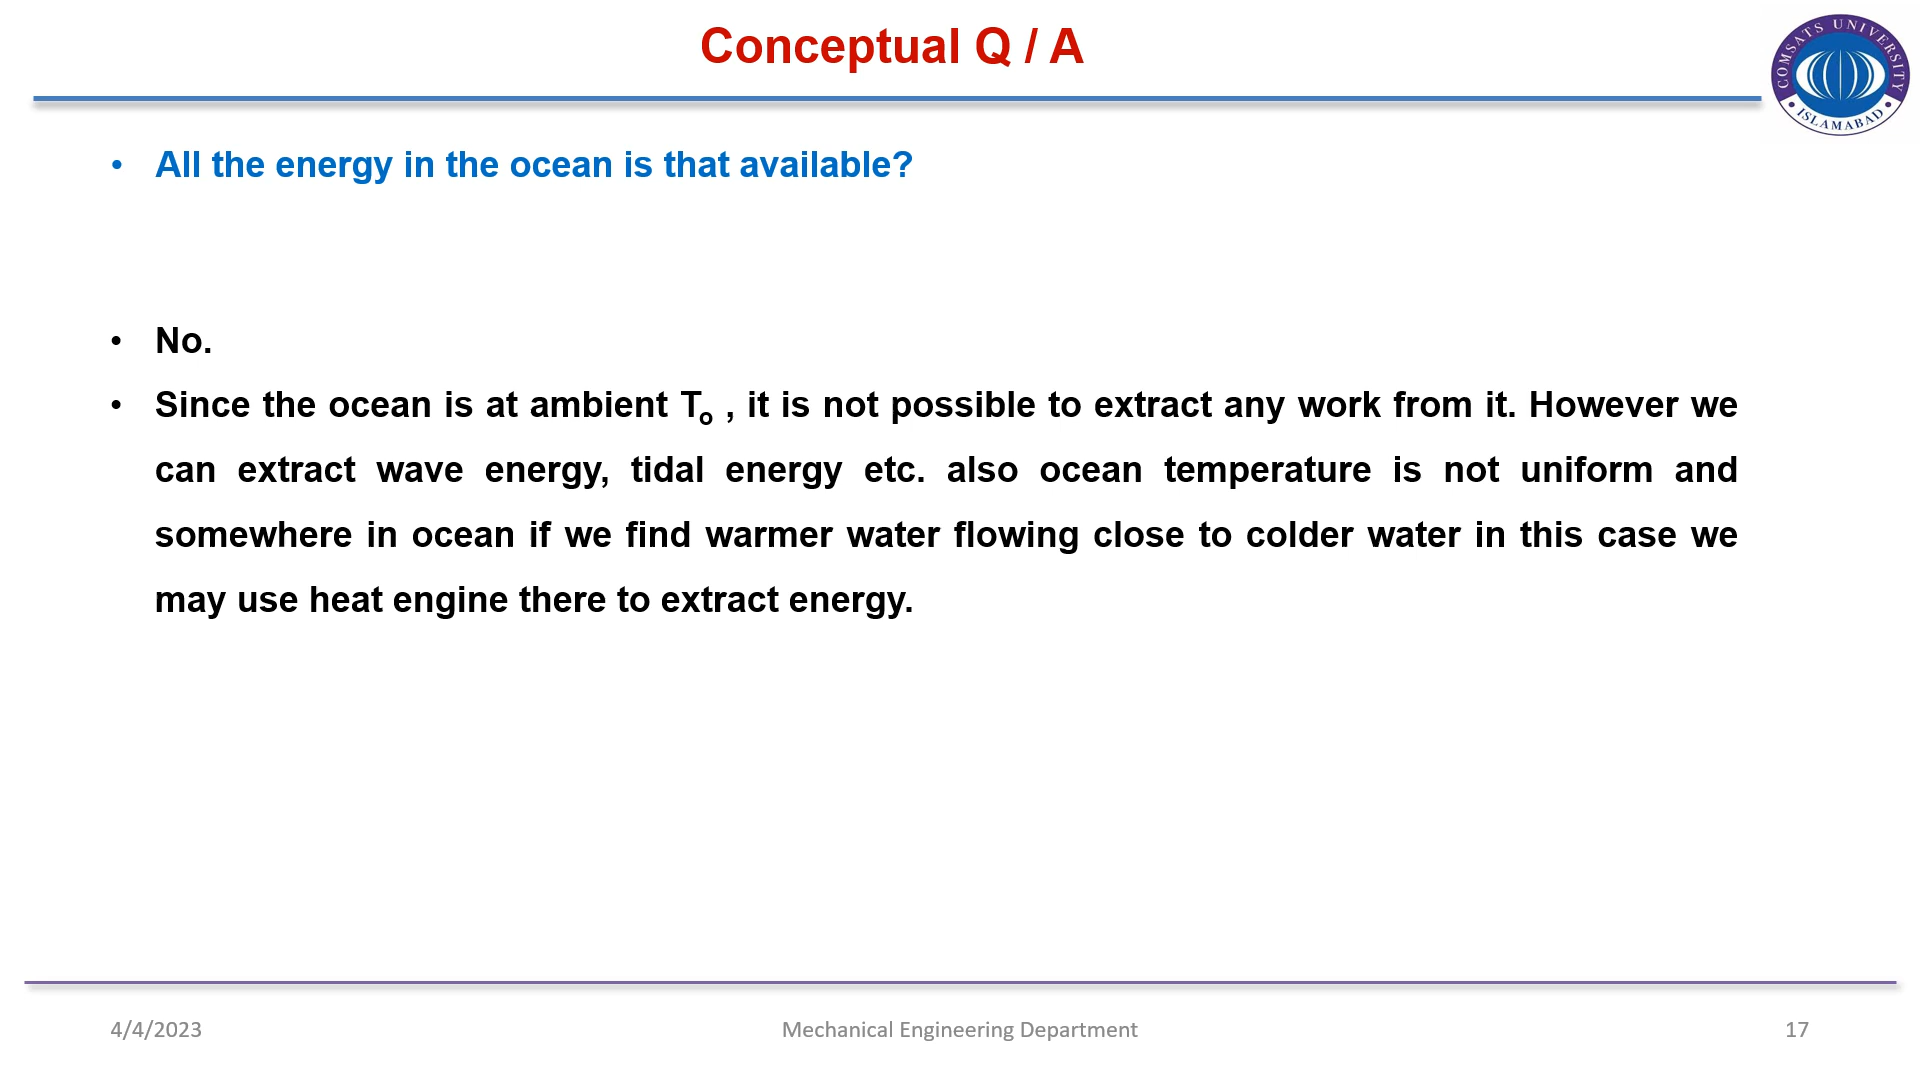 Conceptual Q / A
COMSATS UNIVERSITY
• ISLAMABAD •
• All the energy in the ocean is that available?
• No.
• Since the ocean is at ambient To , it is not possible to extract any work from it. However we
can extract wave energy, tidal energy etc. also ocean temperature is not uniform and
somewhere in ocean if we find warmer water flowing close to colder water in this case we
may use heat engine there to extract energy.
4/4/2023
Mechanical Engineering Department
17